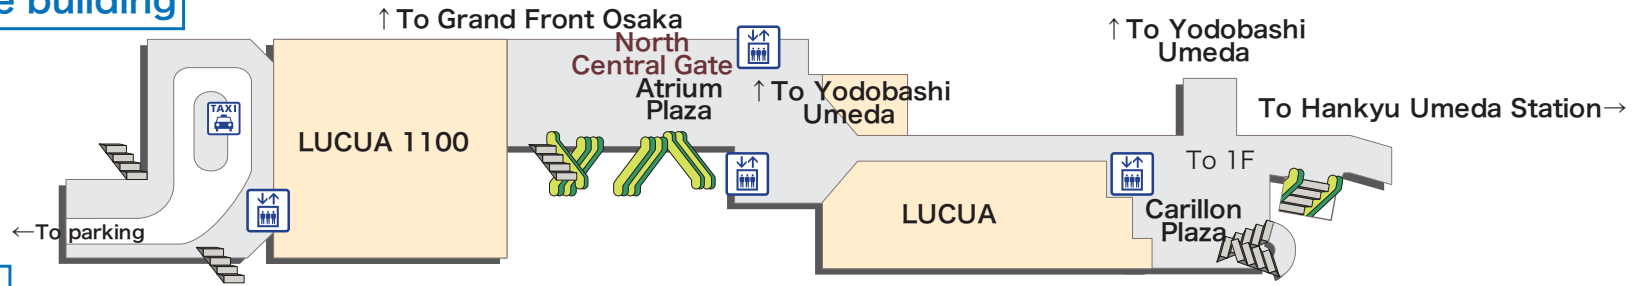 e building
↑To Grand Front Osaka
North
Central Gate
Atrium
Plaza
↑To Yodobashi
Umeda
↑To Yodobashi
Umeda
To Hankyu Umeda Station→
TAXI
LUCUA 1100
To 1F
LUCUA
Carillon
Plaza
←To parking